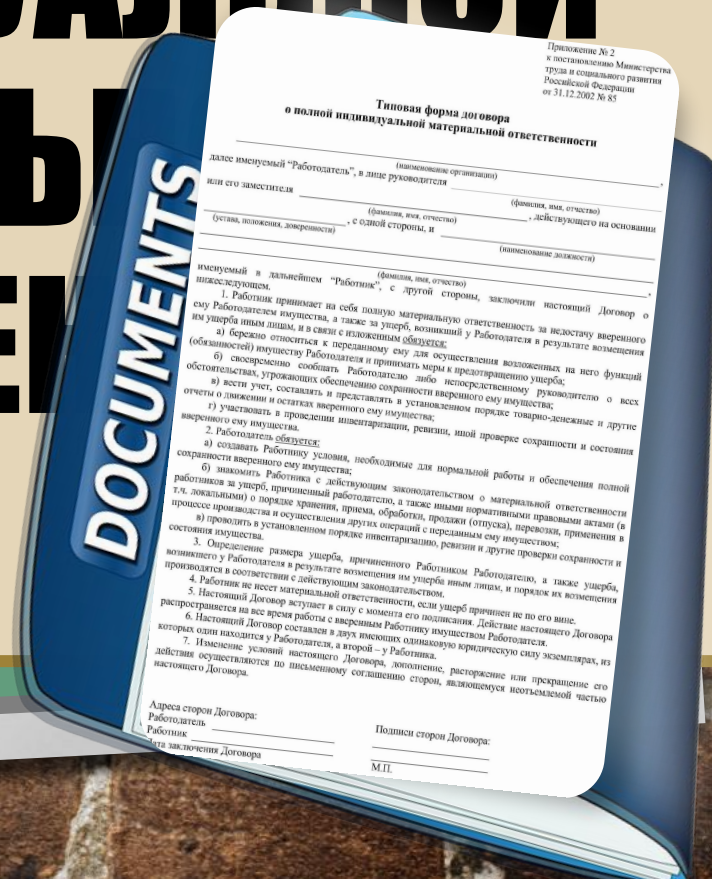 Приложение № 2
к постановлению Министерства
труда и социального развития
Российской Федерации
от 31.12.2002 № 85
Типовая форма договора
о полной индивидуальной материальной ответственности
(наименование организации)
далее именуемый “Работодатель”, в лице руководителя
(фамилия, имя, отчество)
или его заместителя , действующего на основании
(фамилия, имя, отчество)
, с одной стороны, и
(устава, положения, доверенности)
(наименование должности)
(фамилия, имя, отчество)
именуемый в дальнейшем “Работник”, с другой стороны, заключили настоящий Договор о
нижеследующем.
1. Работник принимает на себя полную материальную ответственность за недостачу вверенного
ему Работодателем имущества, а также за ущерб, возникший у Работодателя в результате возмещения
им ущерба иным лицам, и в связи с изложенным обязуется:
а) бережно относиться к переданному ему для осуществления возложенных на него функций
(обязанностей) имуществу Работодателя и принимать меры к предотвращению ущерба;
б) своевременно сообщать Работодателю либо непосредственному руководителю о всех
обстоятельствах, угрожающих обеспечению сохранности вверенного ему имущества;
в) вести учет, составлять и представлять в установленном порядке товарно-денежные и другие
отчеты о движении и остатках вверенного ему имущества;
г) участвовать в проведении инвентаризации, ревизии, иной проверке сохранности и состояния
вверенного ему имущества.
2. Работодатель обязуется:
а) создавать Работнику условия, необходимые для нормальной работы и обеспечения полной
сохранности вверенного ему имущества;
б) знакомить Работника с действующим законодательством о материальной ответственности
работников за ущерб, причиненный работодателю, а также иными нормативными правовыми актами (в
т.ч. локальными) о порядке хранения, приема, обработки, продажи (отпуска), перевозки, применения в
процессе производства и осуществления других операций с переданным ему имуществом;
в) проводить в установленном порядке инвентаризацию, ревизии и другие проверки сохранности и
состояния имущества.
3. Определение размера ущерба, причиненного Работником Работодателю, а также ущерба,
возникшего у Работодателя в результате возмещения им ущерба иным лицам, и порядок их возмещения
производятся в соответствии с действующим законодательством.
4. Работник не несет материальной ответственности, если ущерб причинен не по его вине.
5. Настоящий Договор вступает в силу с момента его подписания. Действие настоящего Договора
распространяется на все время работы с вверенным Работнику имуществом Работодателя.
6. Настоящий Договор составлен в двух имеющих одинаковую юридическую силу экземплярах, из
которых один находится у Работодателя, а второй – у Работника.
7. Изменение условий настоящего Договора, дополнение, расторжение или прекращение его
действия осуществляются по письменному соглашению сторон, являющемуся неотъемлемой частью
настоящего Договора.
Адреса сторон Договора: Подписи сторон Договора:
Работодатель
Работник
Дата заключения Договора М.П.
DOCUMENTS